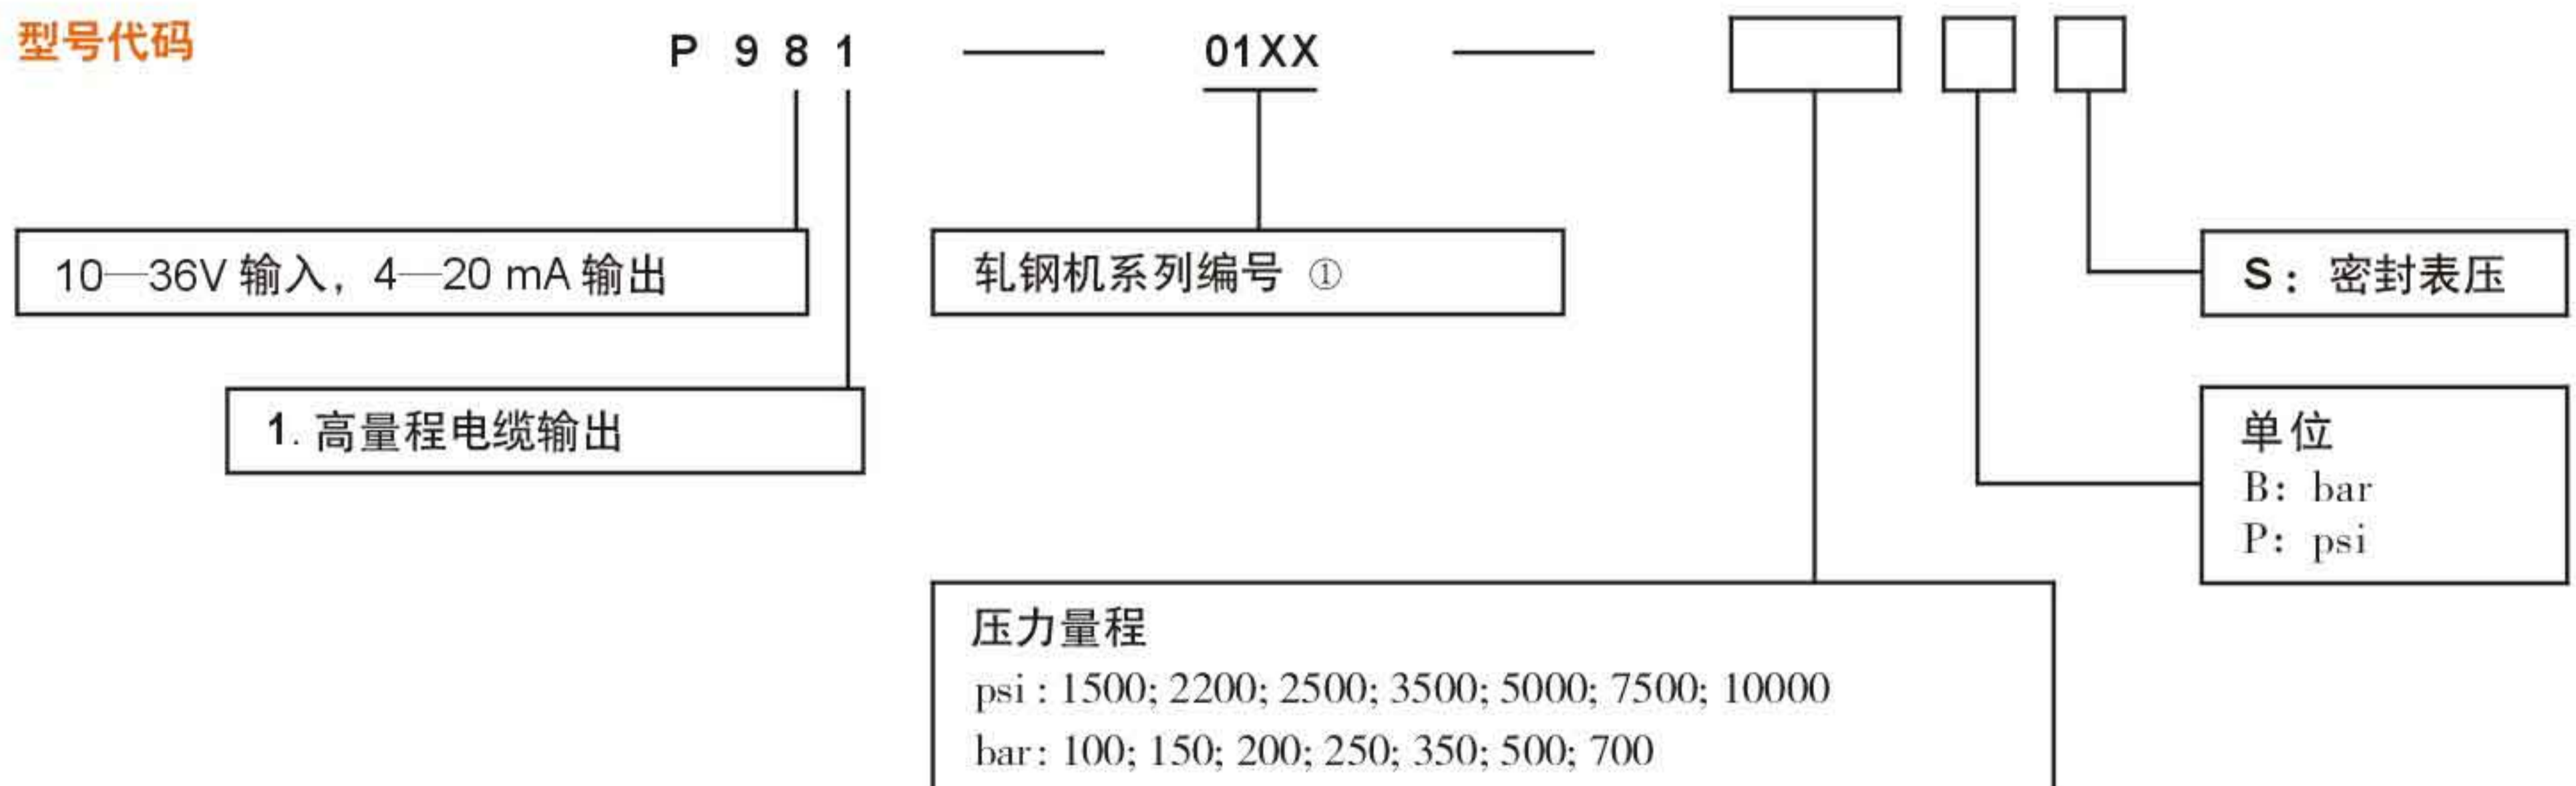 型号代码
P 9 8 1 — 01XX —
10—36V 输入，4—20 mA 输出
轧钢机系列编号 ①
S：密封表压
1. 高量程电缆输出
单位
B: bar
P: psi
压力量程
psi : 1500; 2200; 2500; 3500; 5000; 7500; 10000
bar : 100; 150; 200; 250; 350; 500; 700